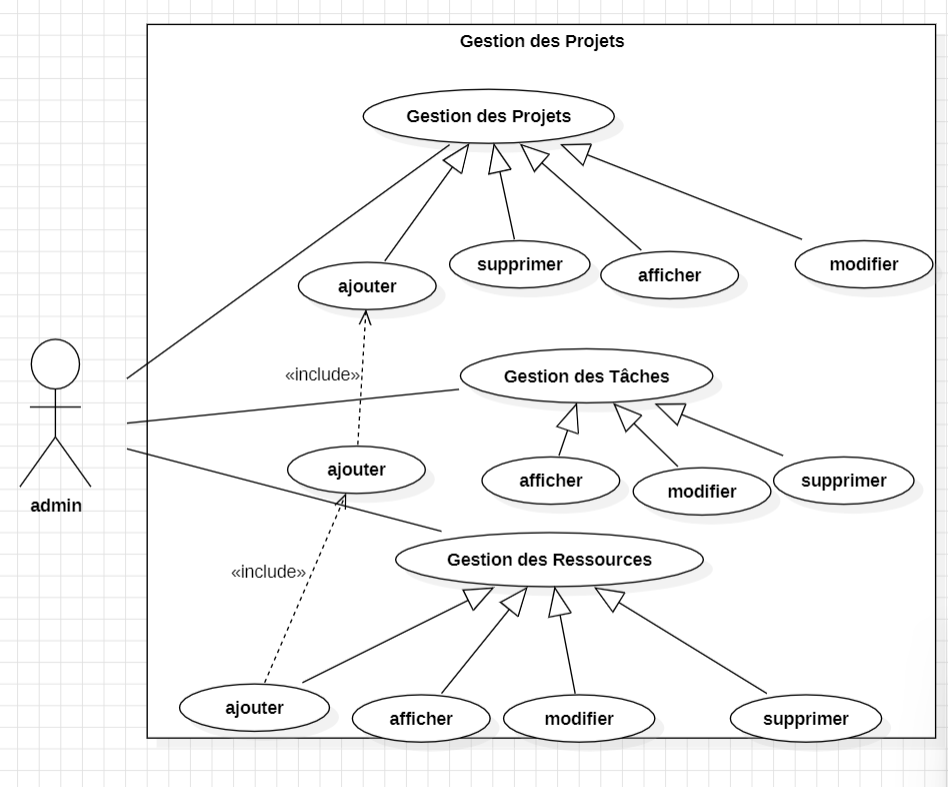 Gestion des Projets
Gestion des Projets
ajouter
supprimer
afficher
modifier
«include»
Gestion des Tâches
ajouter
afficher
modifier
supprimer
admin
Gestion des Ressources
«include»
ajouter
afficher
modifier
supprimer